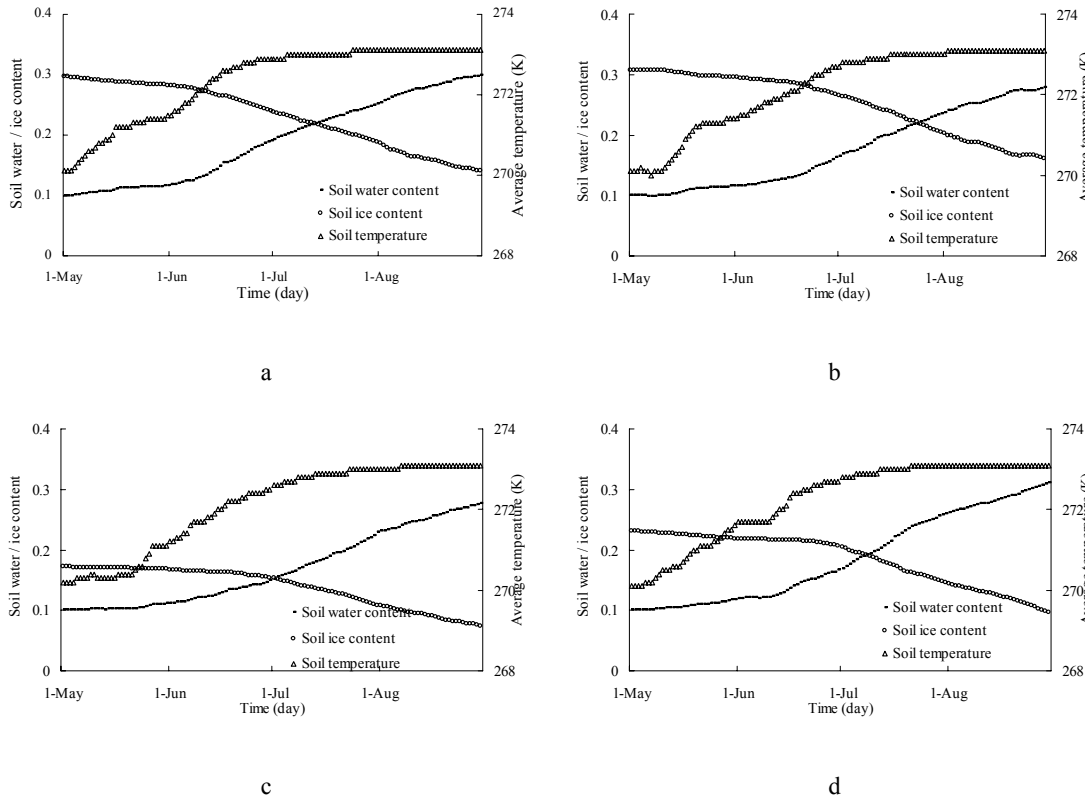 0.4
0.3
0.2
0.1
0
Soil water / ice content
274
272
270
268
Average temperature (K)
Soil water content
Soil ice content
Soil temperature
1-May
1-Jun
1-Jul
1-Aug
Time (day)
a
0.4
0.3
0.2
0.1
0
Soil water / ice content
274
272
270
268
Average temperature (K)
Soil water content
Soil ice content
Soil temperature
1-May
1-Jun
1-Jul
1-Aug
Time (day)
b
0.4
0.3
0.2
0.1
0
Soil water / ice content
274
272
270
268
Average temperature (K)
Soil water content
Soil ice content
Soil temperature
1-May
1-Jun
1-Jul
1-Aug
Time (day)
c
0.4
0.3
0.2
0.1
0
Soil water / ice content
274
272
270
268
Average temperature (K)
Soil water content
Soil ice content
Soil temperature
1-May
1-Jun
1-Jul
1-Aug
Time (day)
d